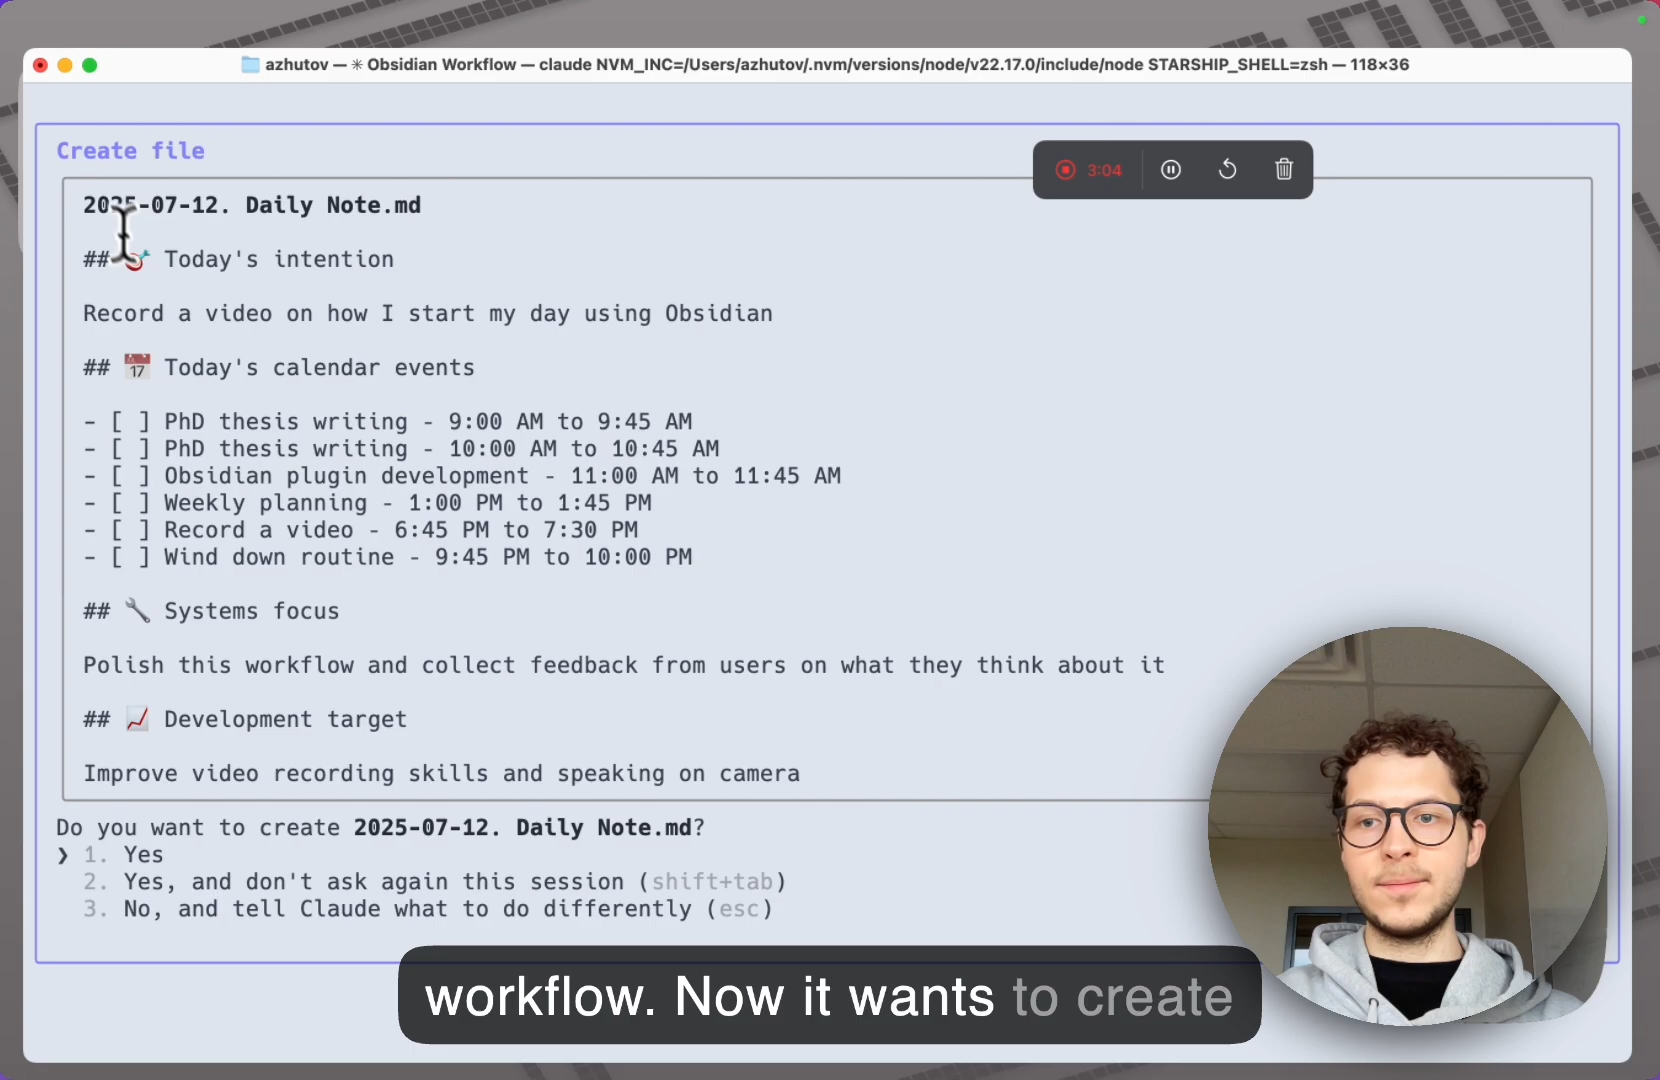 azhutov — ✳ Obsidian Workflow — claude NVM_INC=/Users/azhutov/.nvm/versions/node/v22.17.0/include/node STARSHIP_SHELL=zsh — 118×36
Create file
3:04
2025-07-12. Daily Note.md
## 🎯 Today's intention
Record a video on how I start my day using Obsidian
## 📅 Today's calendar events
- [ ] PhD thesis writing - 9:00 AM to 9:45 AM
- [ ] PhD thesis writing - 10:00 AM to 10:45 AM
- [ ] Obsidian plugin development - 11:00 AM to 11:45 AM
- [ ] Weekly planning - 1:00 PM to 1:45 PM
- [ ] Record a video - 6:45 PM to 7:30 PM
- [ ] Wind down routine - 9:45 PM to 10:00 PM
## 🔧 Systems focus
Polish this workflow and collect feedback from users on what they think about it
## 📈 Development target
Improve video recording skills and speaking on camera
Do you want to create 2025-07-12. Daily Note.md?
❯ 1. Yes
2. Yes, and don't ask again this session (shift+tab)
3. No, and tell Claude what to do differently (esc)
workflow. Now it wants to create